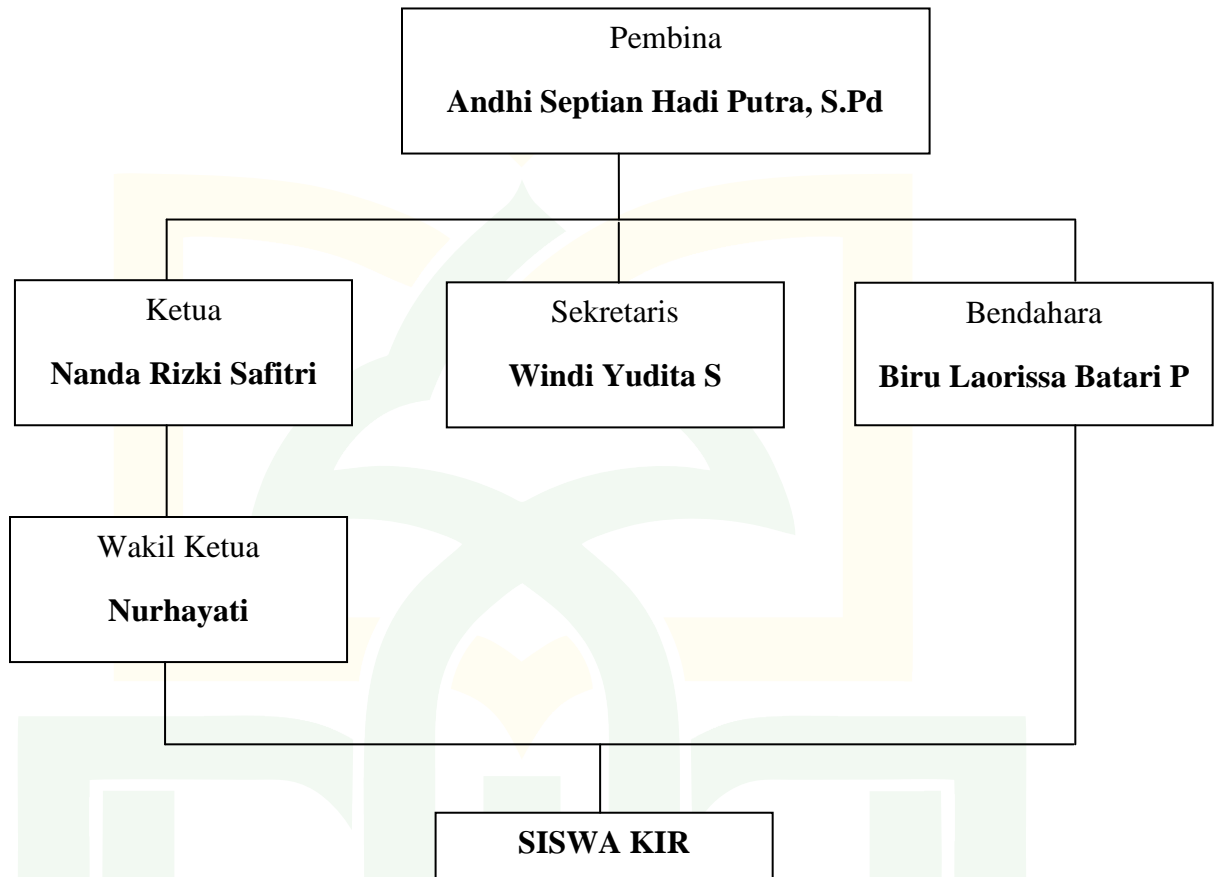 Pembina
Andhi Septian Hadi Putra, S.Pd
Ketua
Nanda Rizki Safitri
Sekretaris
Windi Yudita S
Bendahara
Biru Laorissa Batari P
Wakil Ketua
Nurhayati
SISWA KIR